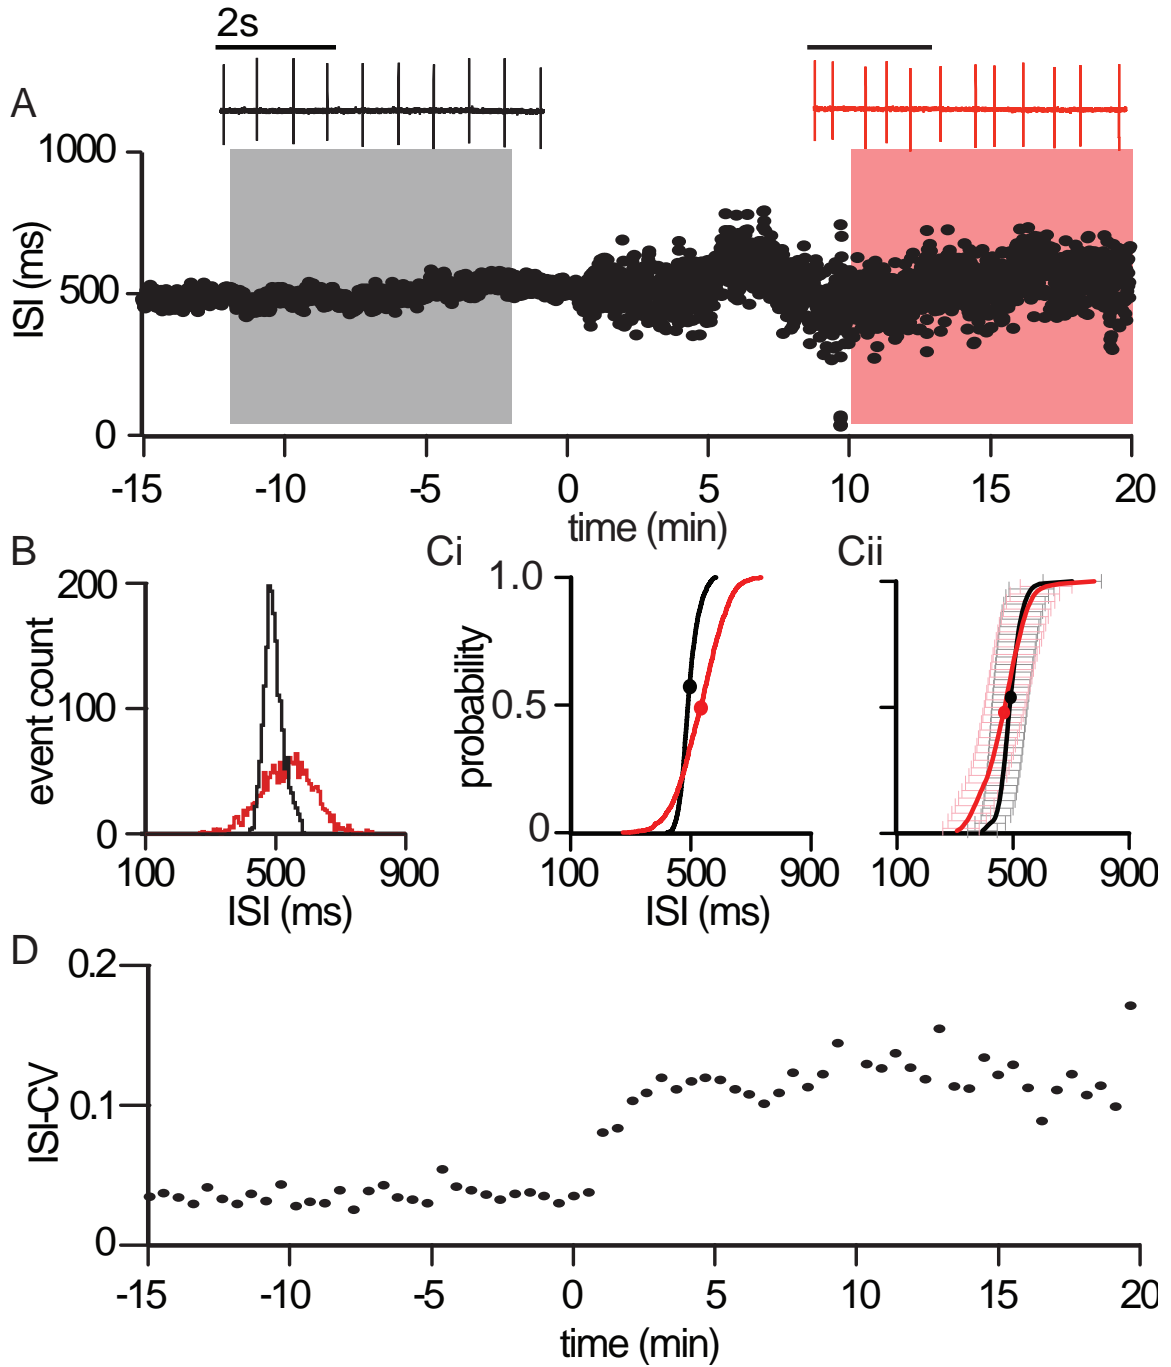 2s
A
1000
500
0
ISI (ms)
-15 -10 -5 0 5 10 15 20
time (min)
B
200
100
0
event count
100 500 900
ISI (ms)
Ci
1.0
0.5
0
probability
100 500 900
ISI (ms)
Cii
100 500 900
D
0.2
0.1
0
ISI-CV
-15 -10 -5 0 5 10 15 20
time (min)